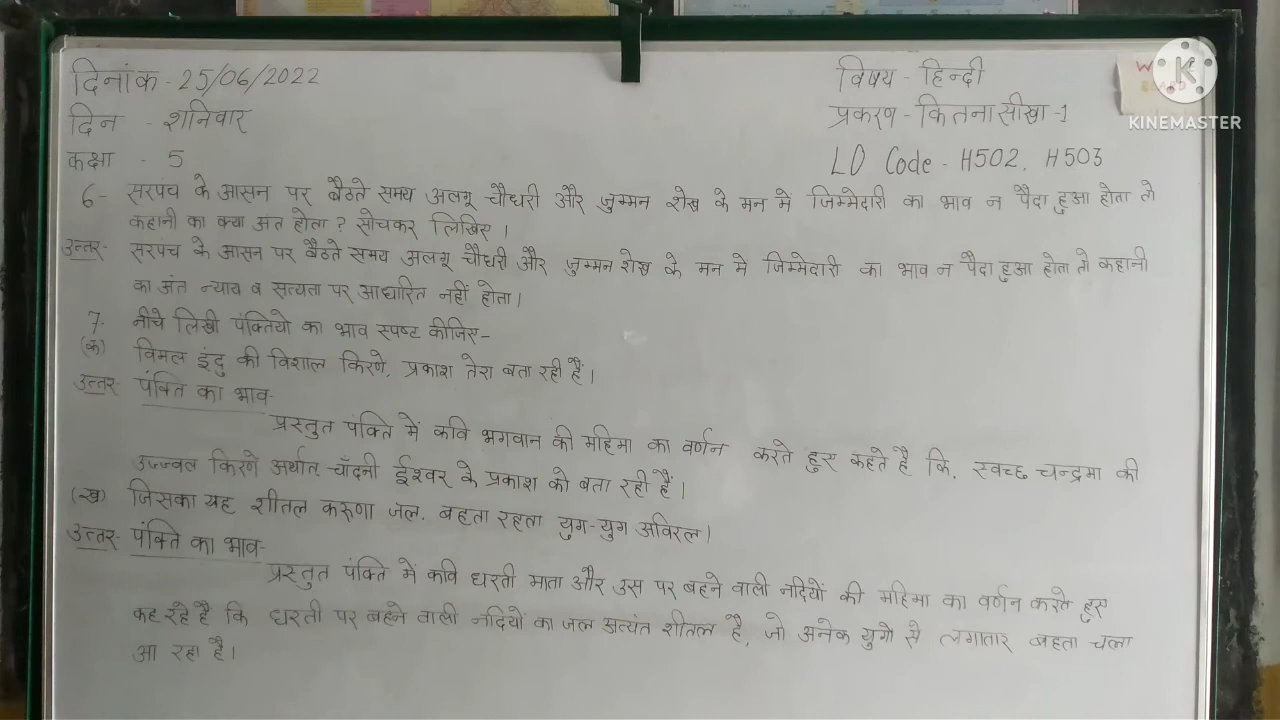 दिनांक - 25/06/2022
दिन - शनिवार
कक्षा - 5
विषय - हिन्दी
प्रकरण - कितना सीखा -1
LO Code - H502, H503
6- सरपंच के आसन पर बैठते समय अलगू चौधरी और जुम्मन शेख के मन में जिम्मेदारी का भाव न पैदा हुआ होता तो
कहानी का क्या अंत होता ? सोचकर लिखिए ।
उत्तर- सरपंच के आसन पर बैठते समय अलगू चौधरी और जुम्मन शेख के मन में जिम्मेदारी का भाव न पैदा हुआ होता तो कहानी
का अंत न्याय व सत्यता पर आधारित नहीं होता।
7. नीचे लिखी पंक्तियो का भाव स्पष्ट कीजिए-
(क) विमल इंदु की विशाल किरणे, प्रकाश तेरा बता रही हैं।
उत्तर- पंक्ति का भाव-
प्रस्तुत पंक्ति में कवि भगवान की महिमा का वर्णन करते हुए कहते है कि, स्वच्छ चन्द्रमा की
उज्ज्वल किरणे अर्थात् चाँदनी ईश्वर के प्रकाश को बता रही हैं।
(ख) जिसका यह शीतल करूणा जल, बहता रहता युग-युग अविरल।
उत्तर- पंक्ति का भाव-
प्रस्तुत पंक्ति में कवि धरती माता और उस पर बहने वाली नदियों की महिमा का वर्णन करते हुए
कह रहे है कि धरती पर बहने वाली नदियों का जल अत्यंत शीतल है, जो अनेक युगो से लगातार बहता चला
आ रहा है।
K
KINEMASTER